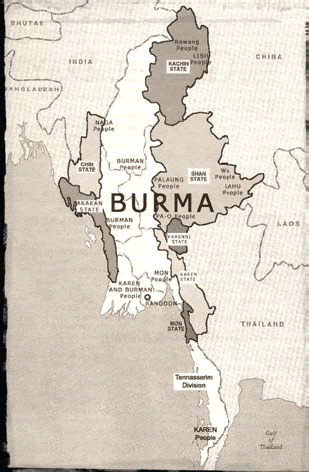 BHUTAN
Rawang
People
LISU
People
KACHIN
STATE
CHINA
INDIA
BANGLADESH
NAGA
People
CHIN
STATE
BURMAN
People
PALAUNG
People
SHAN
STATE
Wa
People
LAHU
People
BURMA
ARAKAN
STATE
BURMAN
People
PA-O People
LAOS
KARENNI
STATE
MON
People
KAREN
STATE
KAREN
AND BURMAN
People
RANGOON
MON
STATE
THAILAND
Tennasserim
Division
KAREN
People
Gulf
of
Thailand